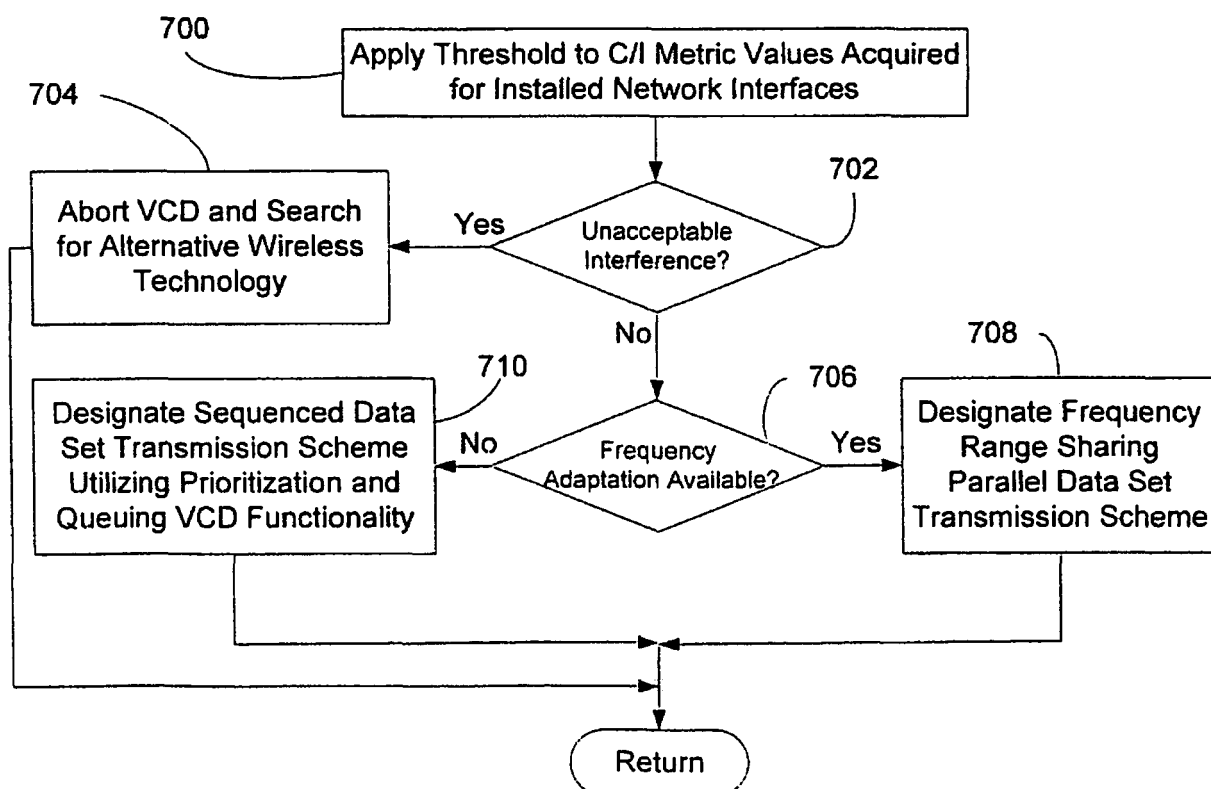 700
Apply Threshold to C/I Metric Values Acquired
for Installed Network Interfaces
704
702
Abort VCD and Search
for Alternative Wireless
Technology
Yes
Unacceptable
Interference?
No
708
710
706
Designate Sequenced Data
Set Transmission Scheme
Utilizing Prioritization and
Queuing VCD Functionality
No
Frequency
Adaptation Available?
Yes
Designate Frequency
Range Sharing
Parallel Data Set
Transmission Scheme
Return